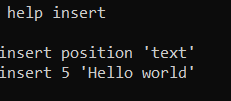 help insert
insert position 'text'
insert 5 'Hello world'